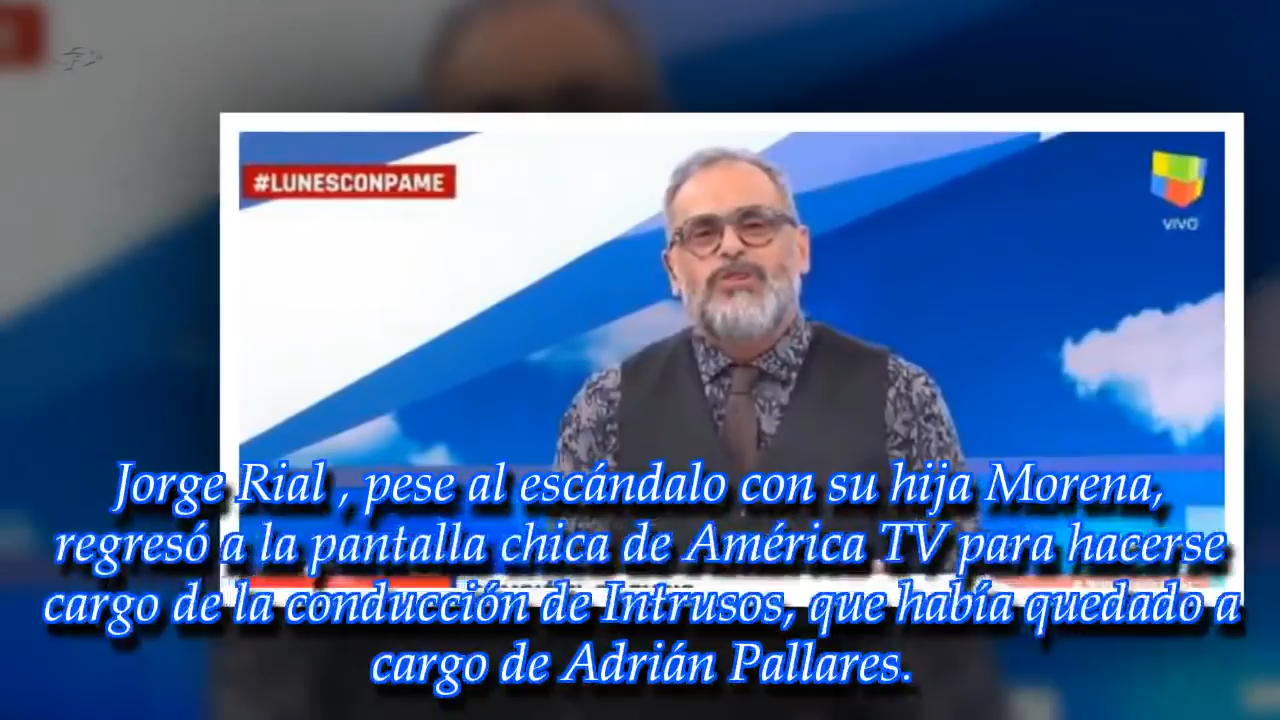 #LUNESCONPAME
VIVO
Jorge Rial , pese al escándalo con su hija Morena,
regresó a la pantalla chica de América TV para hacerse
cargo de la conducción de Intrusos, que había quedado a
cargo de Adrián Pallares.